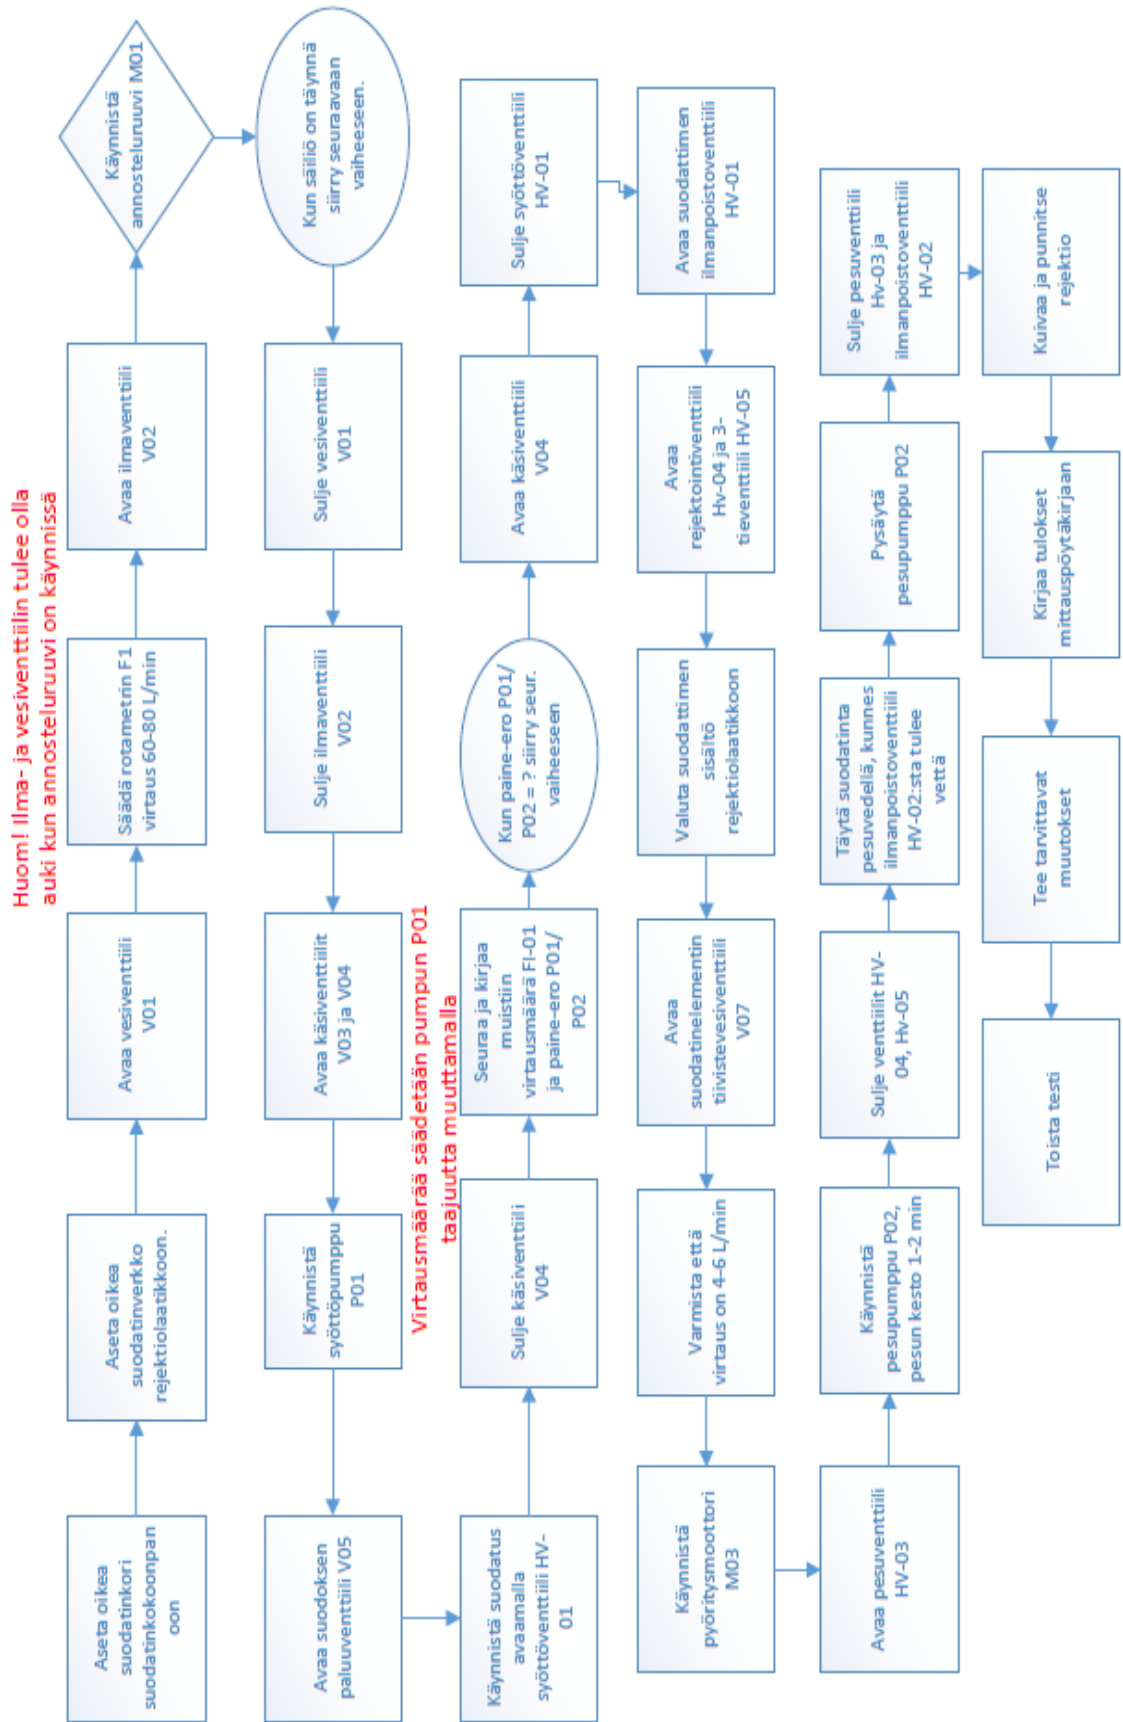 Huom! Ilma- ja vesiventtiilin tulee olla
auki kun annosteluruuvi on käynnissä
Aseta oikea
suodatinkori
suodatinkokoonpan
oon
Aseta oikea
suodatinverkko
rejektiolaatikkoon.
Avaa vesiventtiili
V01
Säädä rotametrin F1
virtaus 60-80 L/min
Avaa ilmaventtiili
V02
Käynnistä
annosteluruuvi M01
Kun säiliö on täynnä
siirry seuraavaan
vaiheeseen.
Sulje vesiventtiili
V01
Sulje ilmaventtiili
V02
Avaa käsiventtiilit
V03 ja V04
Käynnistä
syöttöpumppu
P01
Avaa suodoksen
paluuventtiili V05
Virtausmäärää säädetään pumpun P01
taajuutta muuttamalla
Käynnistä suodatus
avaamalla
syöttöventtiili HV-
01
Sulje käsiventtiili
V04
Seuraa ja kirjaa
muistiin
virtausmäärä FI-01
ja paine-ero P01/
P02
Kun paine-ero P01/
P02 = ? siirry seur.
vaiheeseen
Avaa käsiventtiili
V04
Sulje syöttöventtiili
HV-01
Avaa suodattimen
ilmanpoistoventtiili
HV-01
Avaa
rejektointiventtiili
Hv-04 ja 3-
tieventtiili HV-05
Valuta suodattimen
sisältö
rejektiolaatikkoon
Avaa
suodatinelementin
tiivistevesiventtiili
V07
Varmista että
virtaus on 4-6 L/min
Käynnistä
pyöritysmoottori
M03
Avaa pesuventtiili
HV-03
Käynnistä
pesupumppu P02,
pesun kesto 1-2 min
Sulje venttiilit HV-
04, Hv-05
Täytä suodatinta
pesuvedellä, kunnes
ilmanpoistoventtiili
HV-02:sta tulee
vettä
Pysäytä
pesupumppu P02
Sulje pesuventtiili
Hv-03 ja
ilmanpoistoventtiili
HV-02
Kuivaa ja punnitse
rejektio
Kirjaa tulokset
mittauspöytäkirjaan
Tee tarvittavat
muutokset
Toista testi